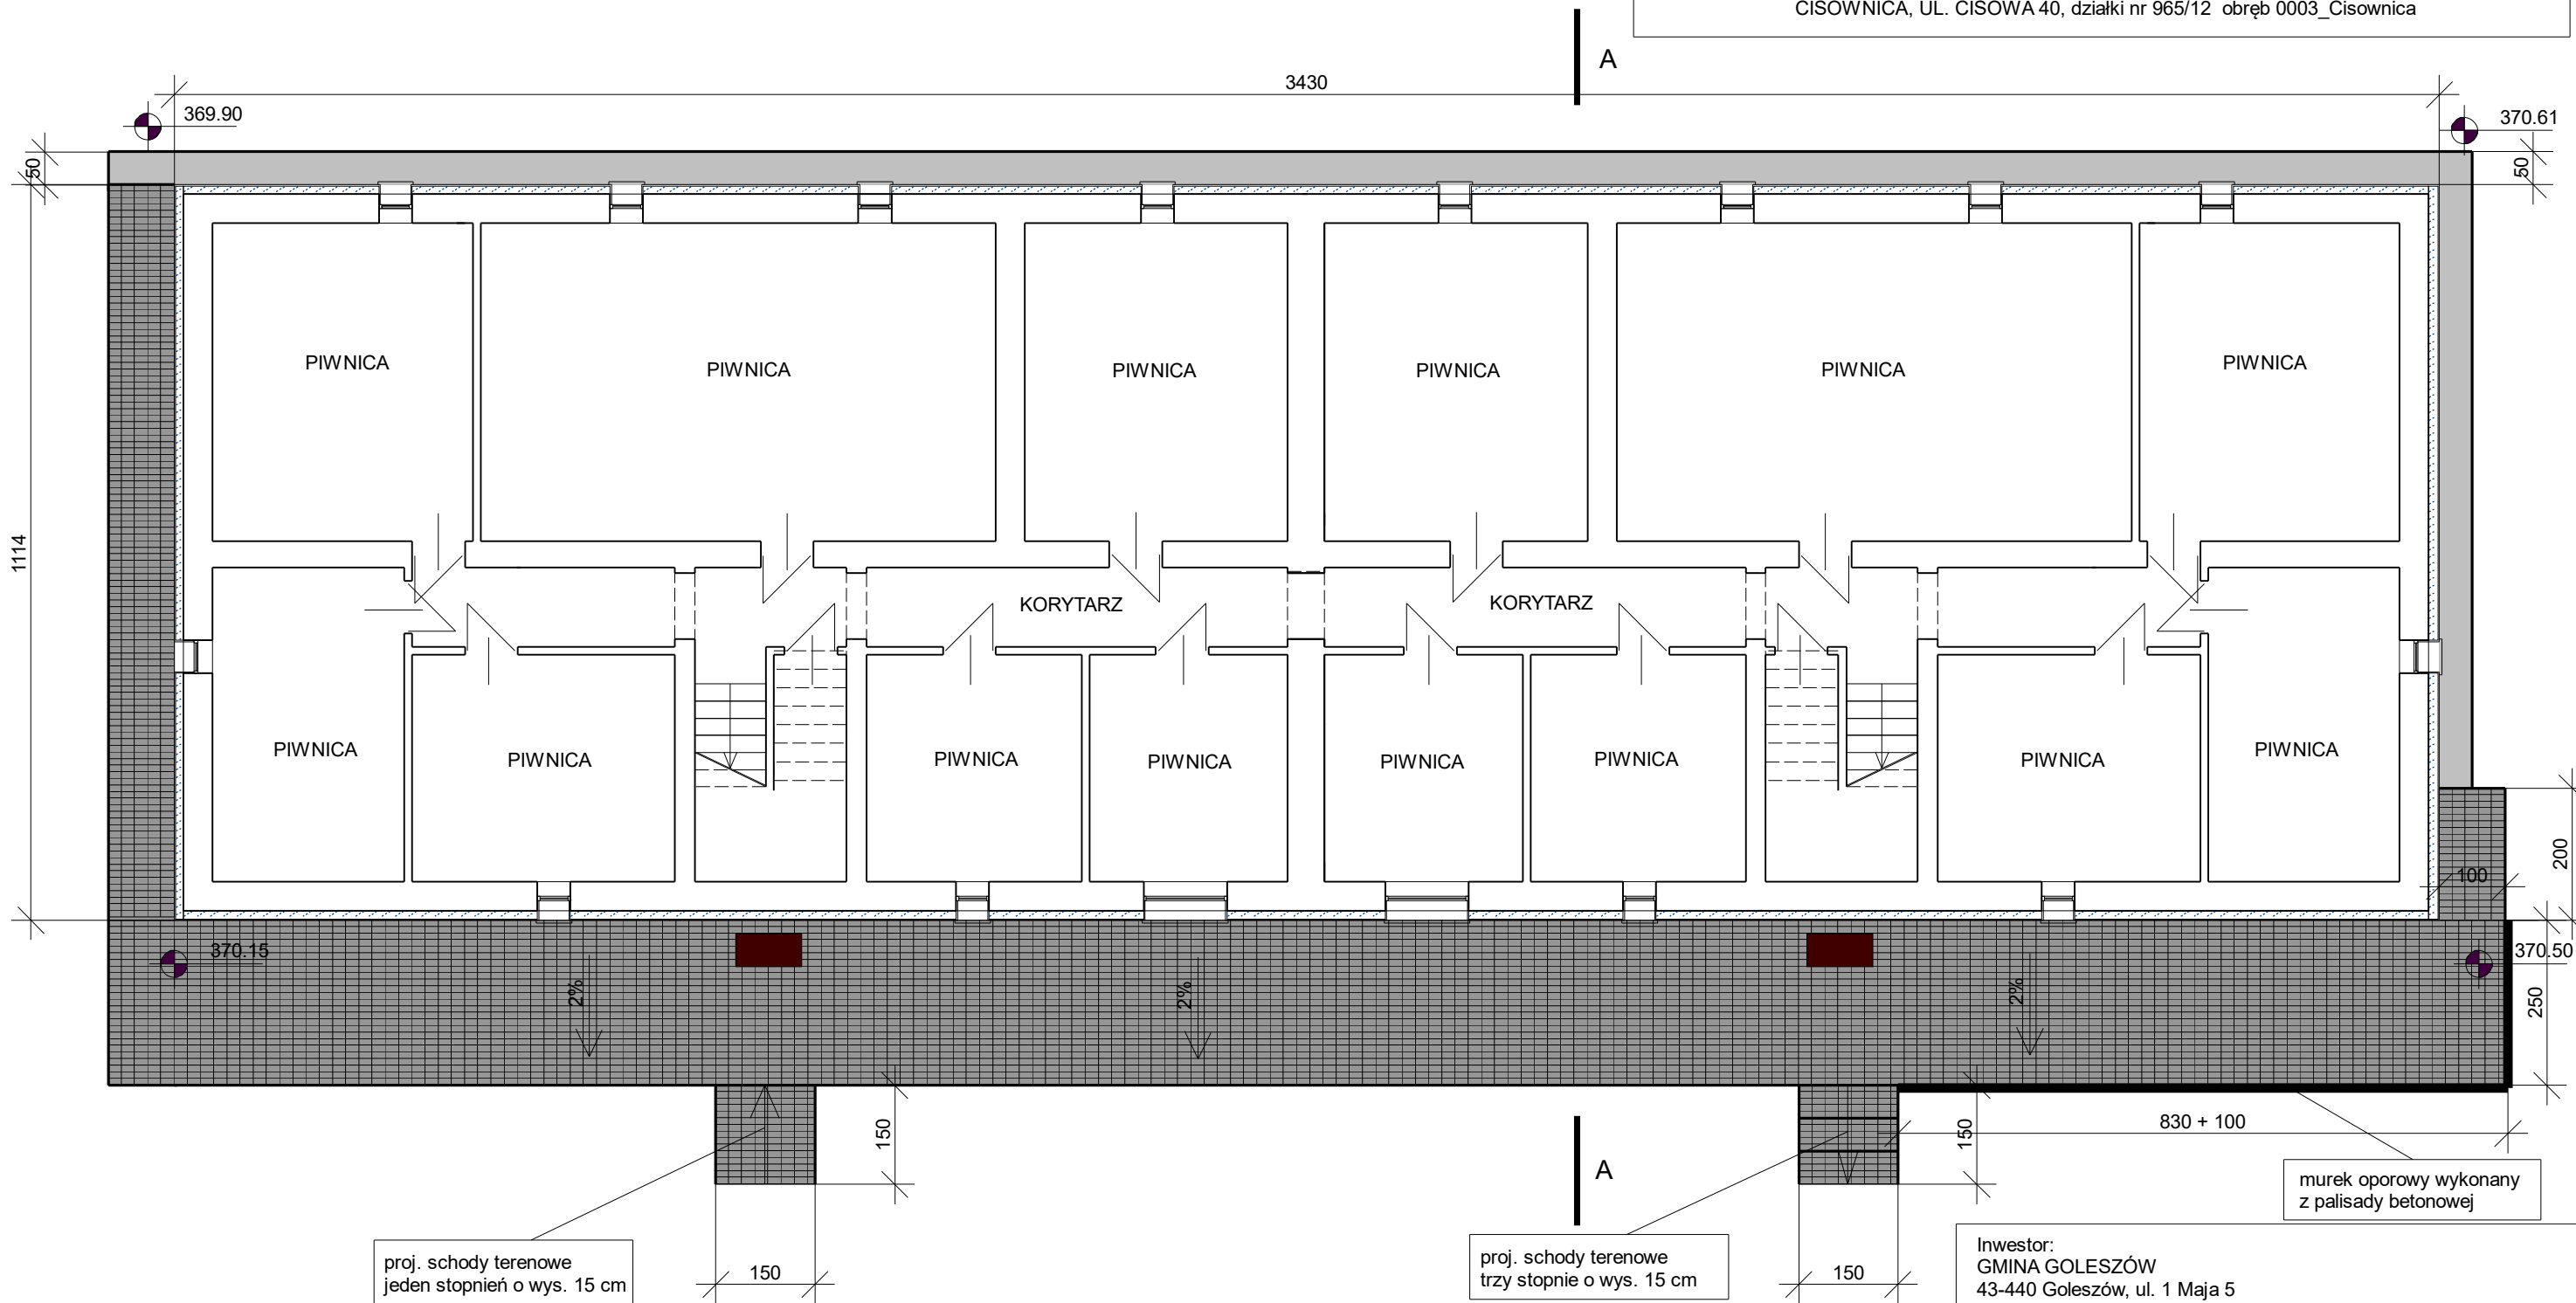 CISOWNICA, UL. CISOWA 40, działki nr 965/12 obręb 0003_Cisownica
A
3430
369.90
370.61
50
50
1114
PIWNICA
PIWNICA
PIWNICA
PIWNICA
PIWNICA
PIWNICA
KORYTARZ
KORYTARZ
PIWNICA
PIWNICA
PIWNICA
PIWNICA
PIWNICA
PIWNICA
PIWNICA
PIWNICA
200
100
370.15
370.50
2%
2%
2%
250
150
150
830 + 100
A
murek oporowy wykonany
z palisady betonowej
proj. schody terenowe
jeden stopnień o wys. 15 cm
150
proj. schody terenowe
trzy stopnie o wys. 15 cm
150
Inwestor:
GMINA GOLESZÓW
43-440 Goleszów, ul. 1 Maja 5